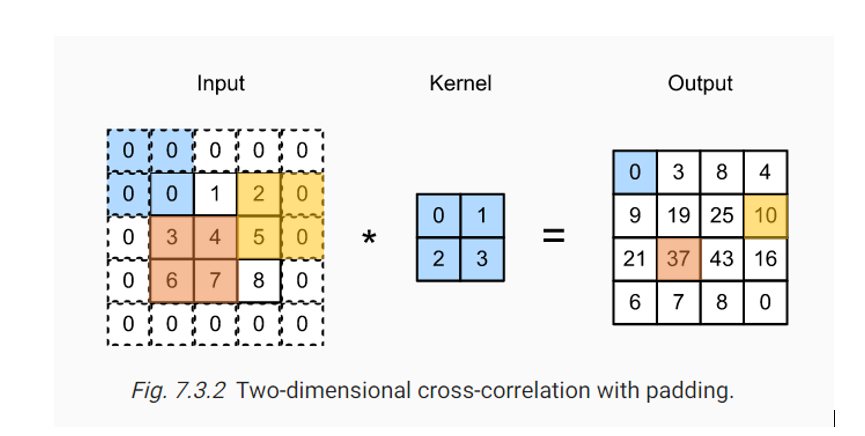 Input Kernel Output
0 0 0 0 0
0 0 1 2 0
0 3 4 5 0
0 6 7 8 0
0 0 0 0 0
*
0 1
2 3
=
0 3 8 4
9 19 25 10
21 37 43 16
6 7 8 0
Fig. 7.3.2 Two-dimensional cross-correlation with padding.